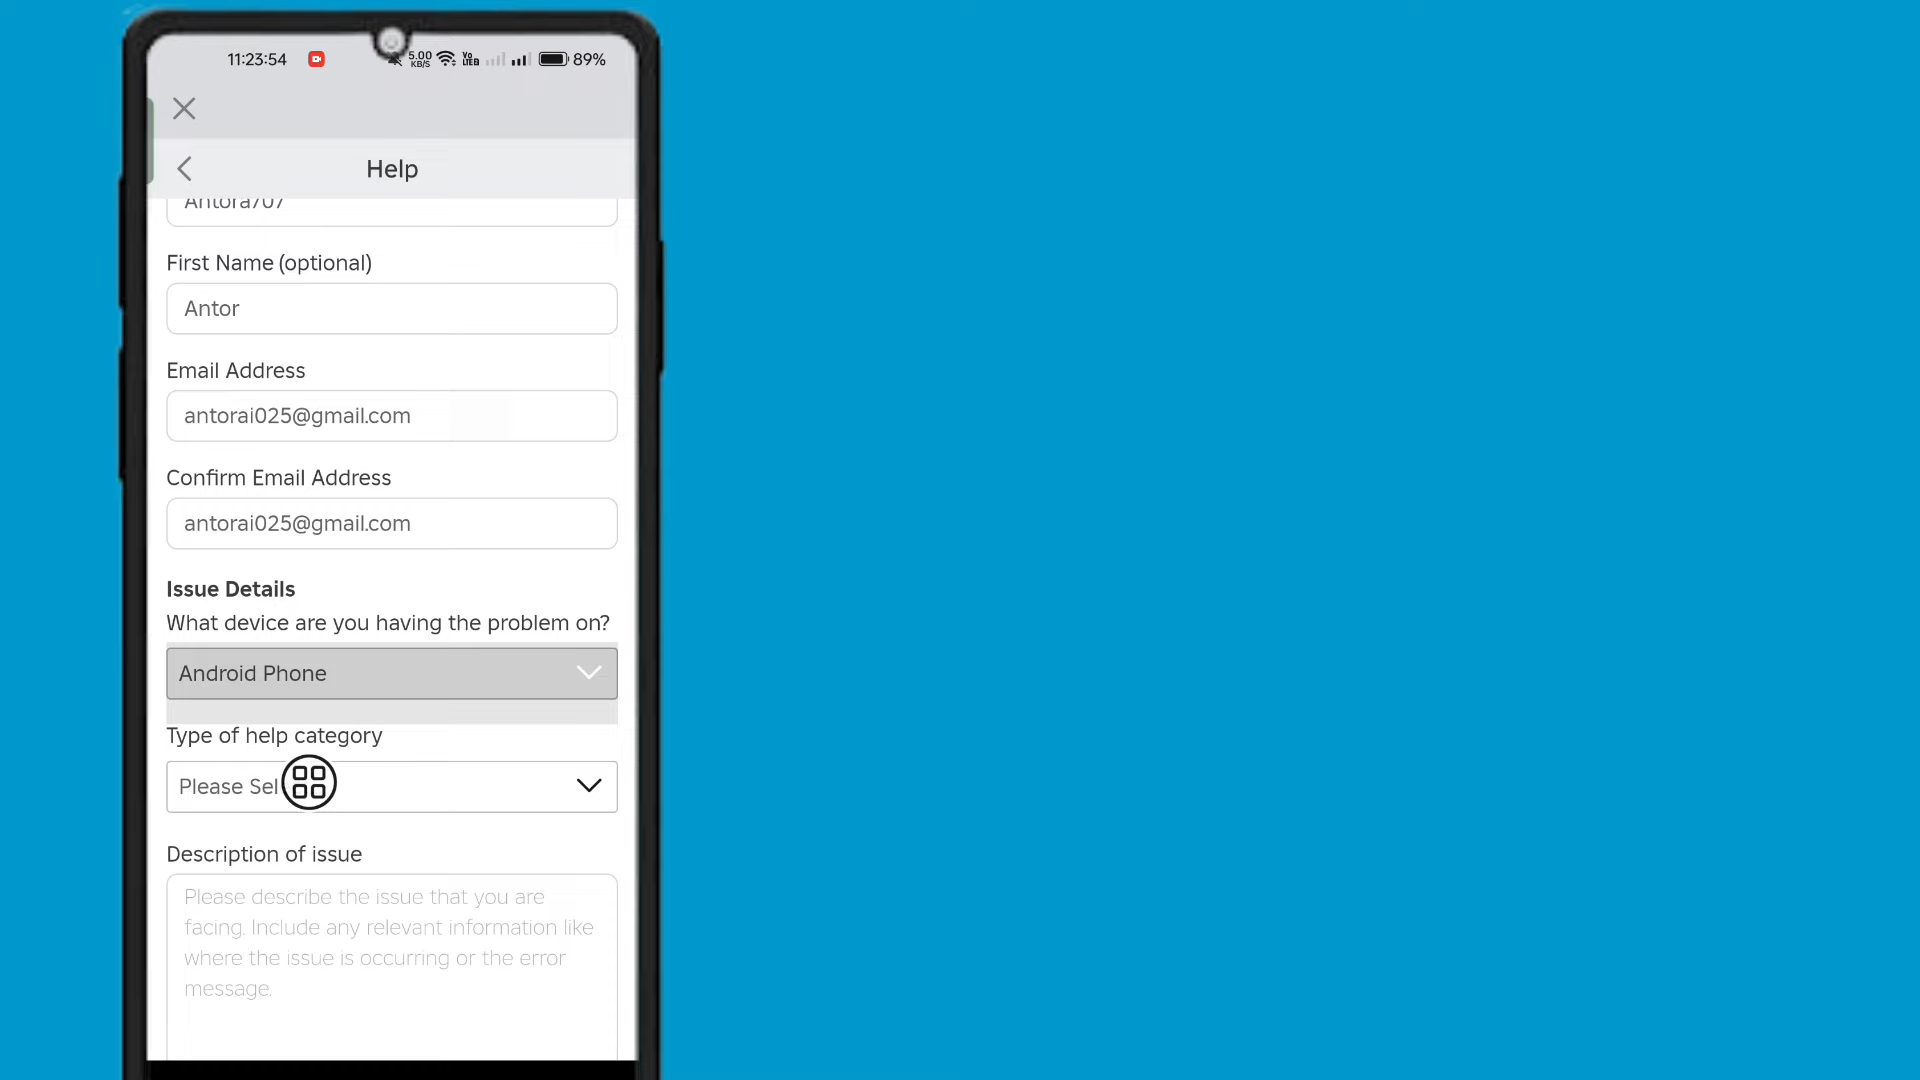 11:23:54
5.00
KB/S
Vo
LTE
89%
Help
Antora707
First Name (optional)
Antor
Email Address
antorai025@gmail.com
Confirm Email Address
antorai025@gmail.com
Issue Details
What device are you having the problem on?
Android Phone
Type of help category
Please Sel
Description of issue
Please describe the issue that you are
facing. Include any relevant information like
where the issue is occurring or the error
message.